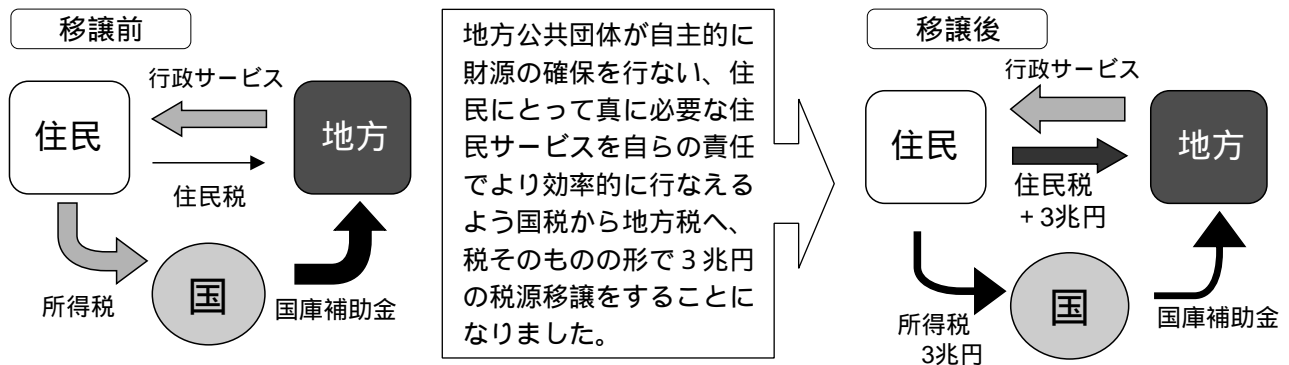 移譲前
行政サービス
住民
地方
住民税
所得税
国
国庫補助金
地方公共団体が自主的に
財源の確保を行ない、住
民にとって真に必要な住
民サービスを自らの責任
でより効率的に行なえる
よう国税から地方税へ、
税そのものの形で3兆円
の税源移譲をすることに
なりました。
移譲後
行政サービス
住民
地方
住民税
+3兆円
所得税
3兆円
国
国庫補助金